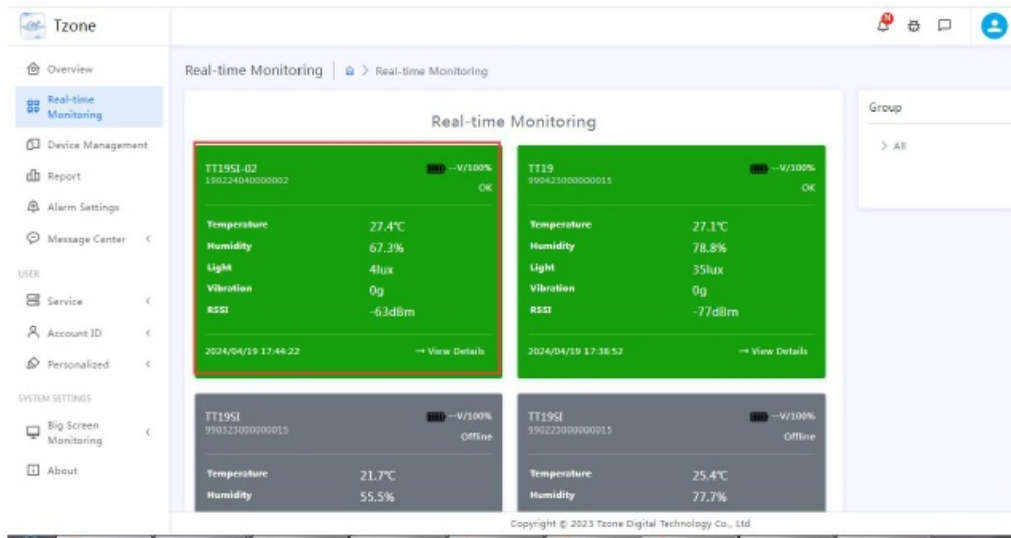 Tzone
N
Overview
Real-time
Monitoring
Device Management
Report
Alarm Settings
Message Center
USER
Service
Account ID
Personalized
SYSTEM SETTINGS
Big Screen
Monitoring
About
Real-time Monitoring
Real-time Monitoring
Real-time Monitoring
TT19SI-02
--V/100%
190224040000002
OK
Temperature 27.4℃
Humidity 67.3%
Light 4lux
Vibration 0g
RSSI -63dBm
2024/04/19 17:44:22 → View Details
TT19
--V/100%
990423000000015
OK
Temperature 27.1℃
Humidity 78.8%
Light 35lux
Vibration 0g
RSSI -77dBm
2024/04/19 17:38:52 → View Details
TT19SI
--V/100%
990323000000015
Offline
Temperature 21.7℃
Humidity 55.5%
TT19SI
--V/100%
990223000000015
Offline
Temperature 25.4℃
Humidity 77.7%
Group
All
Copyright © 2023 Tzone Digital Technology Co., Ltd